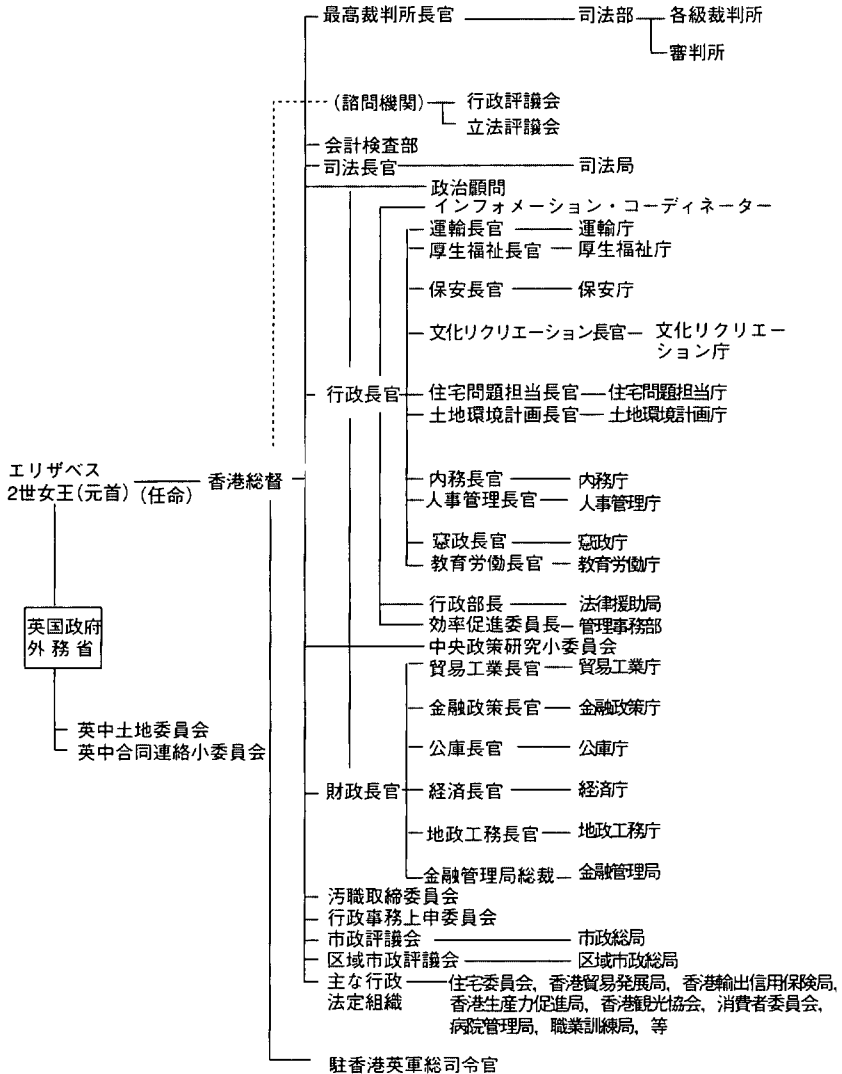 最高裁判所長官 司法部 各級裁判所
審判所
(諮問機関) 行政評議会
立法評議会
会計検査部
司法長官 司法局
政治顧問
インフォメーション・コーディネーター
運輸長官 運輸庁
厚生福祉長官 厚生福祉庁
保安長官 保安庁
文化リクリエーション長官 文化リクリエー
ション庁
行政長官 住宅問題担当長官 住宅問題担当庁
土地環境計画長官 土地環境計画庁
エリザベス
2世女王(元首) (任命) 香港総督
内務長官 内務庁
人事管理長官 人事管理庁
憲政長官 憲政庁
教育労働長官 教育労働庁
行政部長 法律援助局
効率促進委員長 管理事務部
英国政府
外務省
中央政策研究小委員会
貿易工業長官 貿易工業庁
金融政策長官 金融政策庁
英中土地委員会
英中合同連絡小委員会
公庫長官 公庫庁
財政長官 経済長官 経済庁
地政工務長官 地政工務庁
金融管理局総裁 金融管理局
汚職取締委員会
行政事務上申委員会
市政評議会 市政総局
区域市政評議会 区域市政総局
主な行政 住宅委員会，香港貿易発展局，香港輸出信用保険局，
法定組織 香港生産力促進局，香港観光協会，消費者委員会，
病院管理局，職業訓練局，等
駐香港英軍総司令官